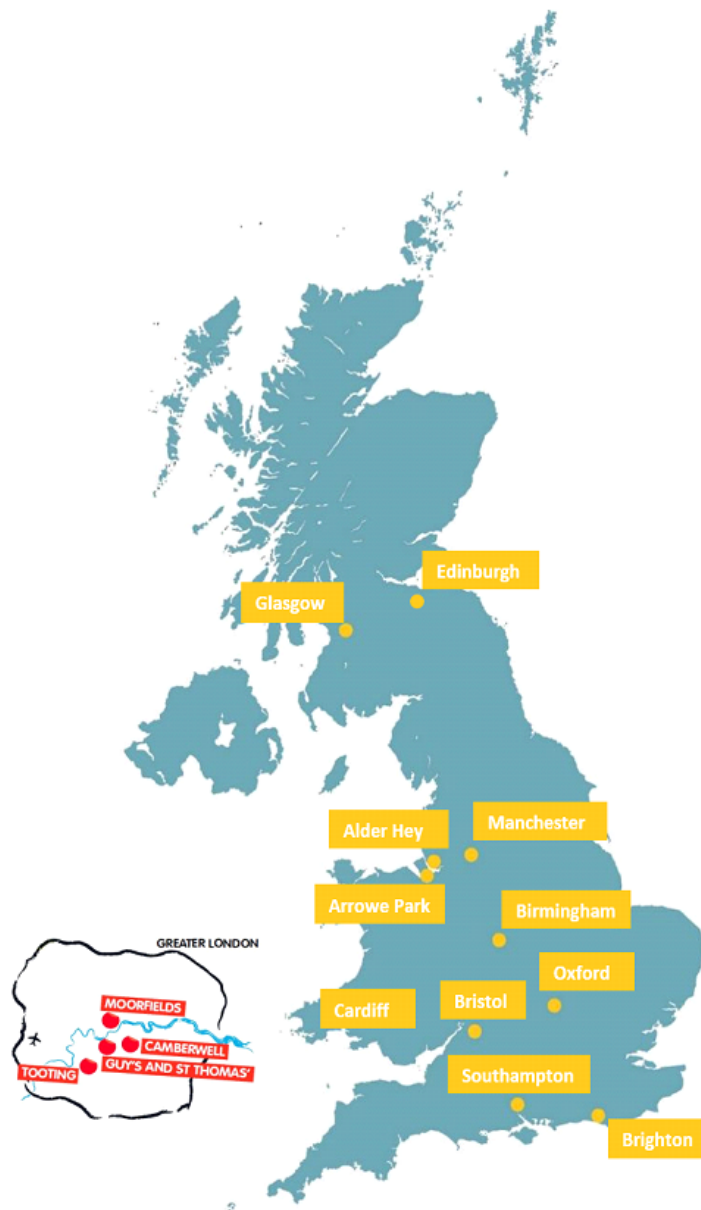 Edinburgh
Glasgow
Manchester
Alder Hey
Arrowe Park
Birmingham
GREATER LONDON
Oxford
Bristol
Cardiff
MOORFIELDS
CAMBERWELL
GUY'S AND ST THOMAS'
TOOTING
Southampton
Brighton